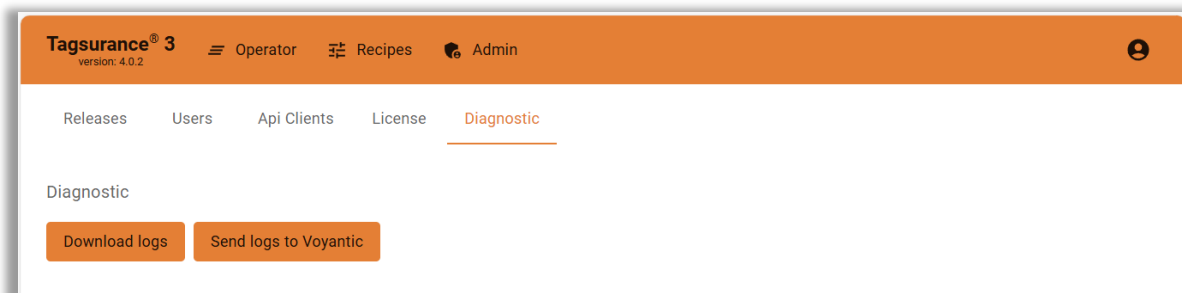 Tagsurance® 3
version: 4.0.2
Operator
Recipes
Admin
Releases
Users
Api Clients
License
Diagnostic
Diagnostic
Download logs
Send logs to Voyantic